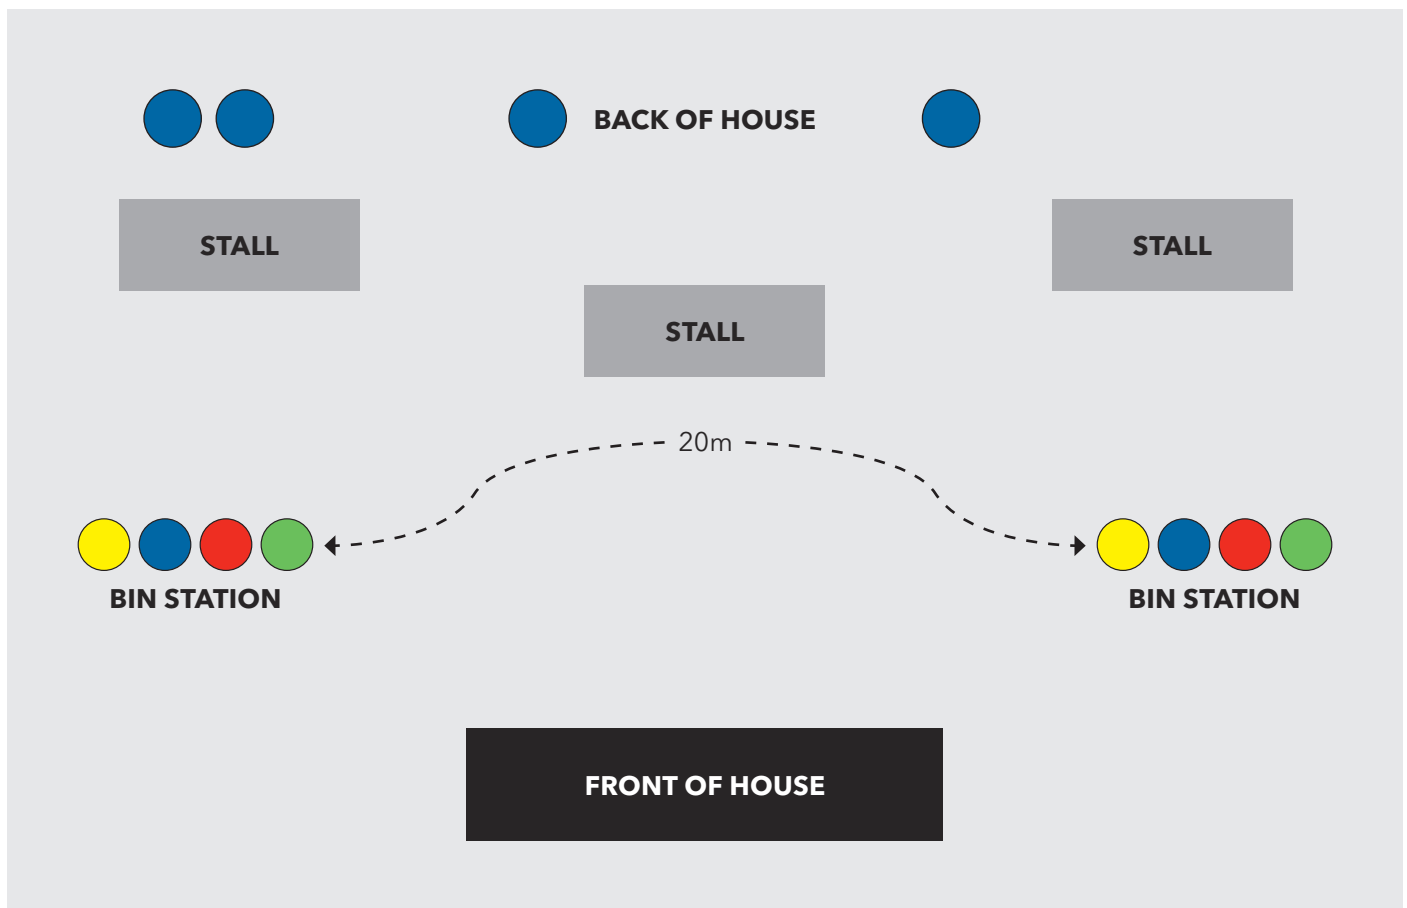 BACK OF HOUSE
STALL
STALL
STALL
20m
BIN STATION
BIN STATION
FRONT OF HOUSE